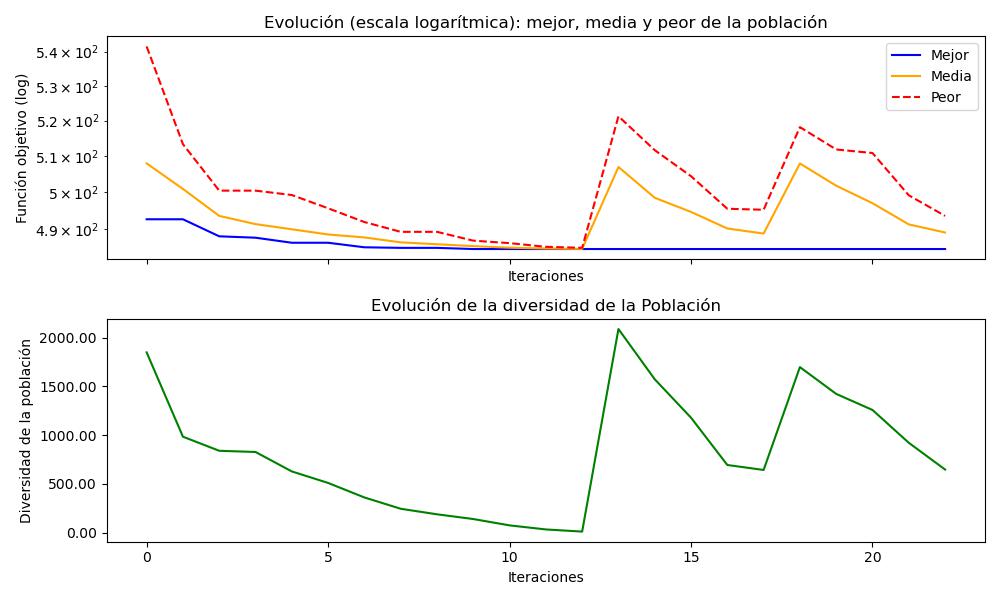 Evolución (escala logarítmica): mejor, media y peor de la población
Función objetivo (log)
5.4 × 10²
5.3 × 10²
5.2 × 10²
5.1 × 10²
5 × 10²
4.9 × 10²
Mejor
Media
Peor
Iteraciones
Evolución de la diversidad de la Población
Diversidad de la población
2000.00
1500.00
1000.00
500.00
0.00
0 5 10 15 20
Iteraciones